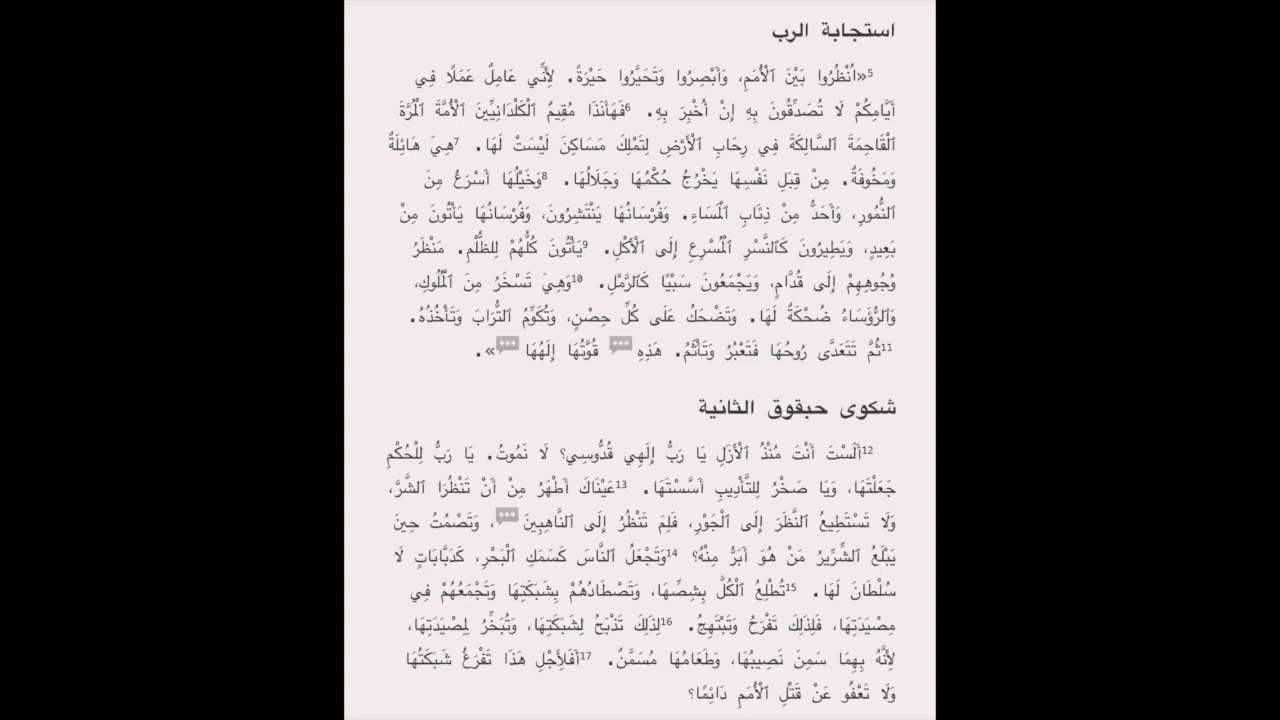 استجابة الرب
⁵«اُنْظُرُوا بَيْنَ ٱلْأُمَمِ، وَأَبْصِرُوا وَتَحَيَّرُوا حَيْرَةً. لِأَنِّي عَامِلٌ عَمَلًا فِي
أَيَّامِكُمْ لَا تُصَدِّقُونَ بِهِ إِنْ أُخْبِرَ بِهِ. ⁶فَهَأَنَذَا مُقِيمٌ ٱلْكَلْدَانِيِّينَ ٱلْأُمَّةَ ٱلْمُرَّةَ
ٱلْقَاحِمَةَ ٱلسَّالِكَةَ فِي رِحَابِ ٱلْأَرْضِ لِتَمْلِكَ مَسَاكِنَ لَيْسَتْ لَهَا. ⁷هِيَ هَائِلَةٌ
وَمَخُوفَةٌ. مِنْ قِبَلِ نَفْسِهَا يَخْرُجُ حُكْمُهَا وَجَلَالُهَا. ⁸وَخَيْلُهَا أَسْرَعُ مِنَ
ٱلنُّمُورِ، وَأَحَدُّ مِنْ ذِئَابِ ٱلْمَسَاءِ. وَفُرْسَانُهَا يَنْتَشِرُونَ، وَفُرْسَانُهَا يَأْتُونَ مِنْ
بَعِيدٍ، وَيَطِيرُونَ كَٱلنَّسْرِ ٱلْمُسْرِعِ إِلَى ٱلْأَكْلِ. ⁹يَأْتُونَ كُلُّهُمْ لِلظُّلْمِ. مَنْظَرُ
وُجُوهِهِمْ إِلَى قُدَّامٍ، وَيَجْمَعُونَ سَبْيًا كَٱلرَّمْلِ. ¹⁰وَهِيَ تَسْخَرُ مِنَ ٱلْمُلُوكِ،
وَٱلرُّؤَسَاءُ ضُحْكَةٌ لَهَا. وَتَضْحَكُ عَلَى كُلِّ حِصْنٍ، وَتُكَوِّمُ ٱلتُّرَابَ وَتَأْخُذُهُ.
¹¹ثُمَّ تَتَعَدَّى رُوحُهَا فَتَعْبُرُ وَتَأْثَمُ. هَذِهِ قُوَّتُهَا إِلَهُهَا».
شكوى حبقوق الثانية
¹²أَلَسْتَ أَنْتَ مُنْذُ ٱلْأَزَلِ يَا رَبُّ إِلَهِي قُدُّوسِي؟ لَا نَمُوتُ. يَا رَبُّ لِلْحُكْمِ
جَعَلْتَهَا، وَيَا صَخْرُ لِلتَّأْدِيبِ أَسَّسْتَهَا. ¹³عَيْنَاكَ أَطْهَرُ مِنْ أَنْ تَنْظُرَا ٱلشَّرَّ،
وَلَا تَسْتَطِيعُ ٱلنَّظَرَ إِلَى ٱلْجَوْرِ، فَلِمَ تَنْظُرُ إِلَى ٱلنَّاهِبِينَ، وَتَصْمُتُ حِينَ
يَبْلَعُ ٱلشِّرِّيرُ مَنْ هُوَ أَبَرُّ مِنْهُ؟ ¹⁴وَتَجْعَلُ ٱلنَّاسَ كَسَمَكِ ٱلْبَحْرِ، كَدَبَّابَاتٍ لَا
سُلْطَانَ لَهَا. ¹⁵تُطْلِعُ ٱلْكُلَّ بِشِصِّهَا، وَتَصْطَادُهُمْ بِشَبَكَتِهَا وَتَجْمَعُهُمْ فِي
مِصْيَدَتِهَا، فَلِذَلِكَ تَفْرَحُ وَتَبْتَهِجُ. ¹⁶لِذَلِكَ تَذْبَحُ لِشَبَكَتِهَا، وَتُبَخِّرُ لِمِصْيَدَتِهَا،
لِأَنَّهُ بِهِمَا سَمِنَ نَصِيبُهَا، وَطَعَامُهَا مُسَمَّنٌ. ¹⁷أَفَلِأَجْلِ هَذَا تَفْرَغُ شَبَكَتُهَا
وَلَا تَعْفُو عَنْ قَتْلِ ٱلْأُمَمِ دَائِمًا؟